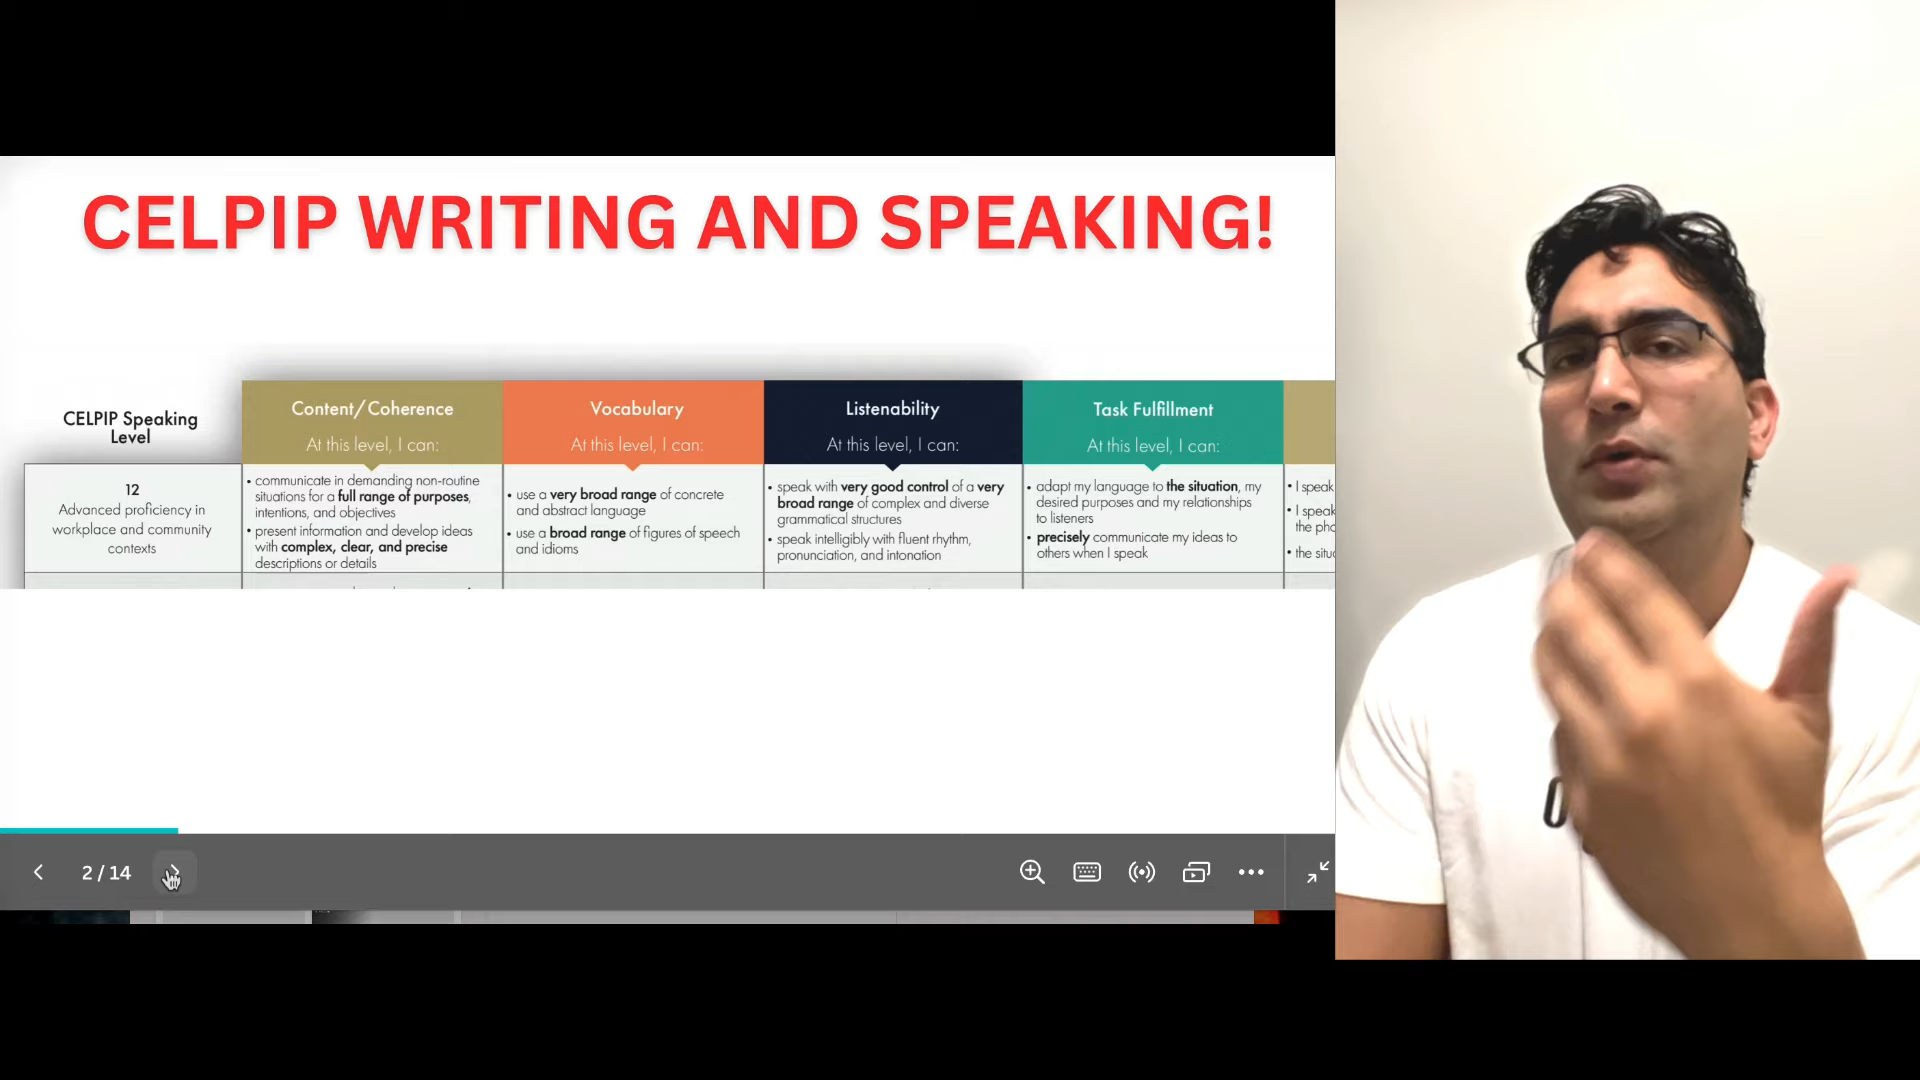 CELPIP WRITING AND SPEAKING!
CELPIP Speaking
Level
Content/Coherence
At this level, I can:
Vocabulary
At this level, I can:
Listenability
At this level, I can:
Task Fulfillment
At this level, I can:
12
Advanced proficiency in
workplace and community
contexts
• communicate in demanding non-routine
situations for a full range of purposes,
intentions, and objectives
• present information and develop ideas
with complex, clear, and precise
descriptions or details
• use a very broad range of concrete
and abstract language
• use a broad range of figures of speech
and idioms
• speak with very good control of a very
broad range of complex and diverse
grammatical structures
• speak intelligibly with fluent rhythm,
pronunciation, and intonation
• adapt my language to the situation, my
desired purposes and my relationships
to listeners
• precisely communicate my ideas to
others when I speak
• I speak
• I speak
the
• the
2 / 14